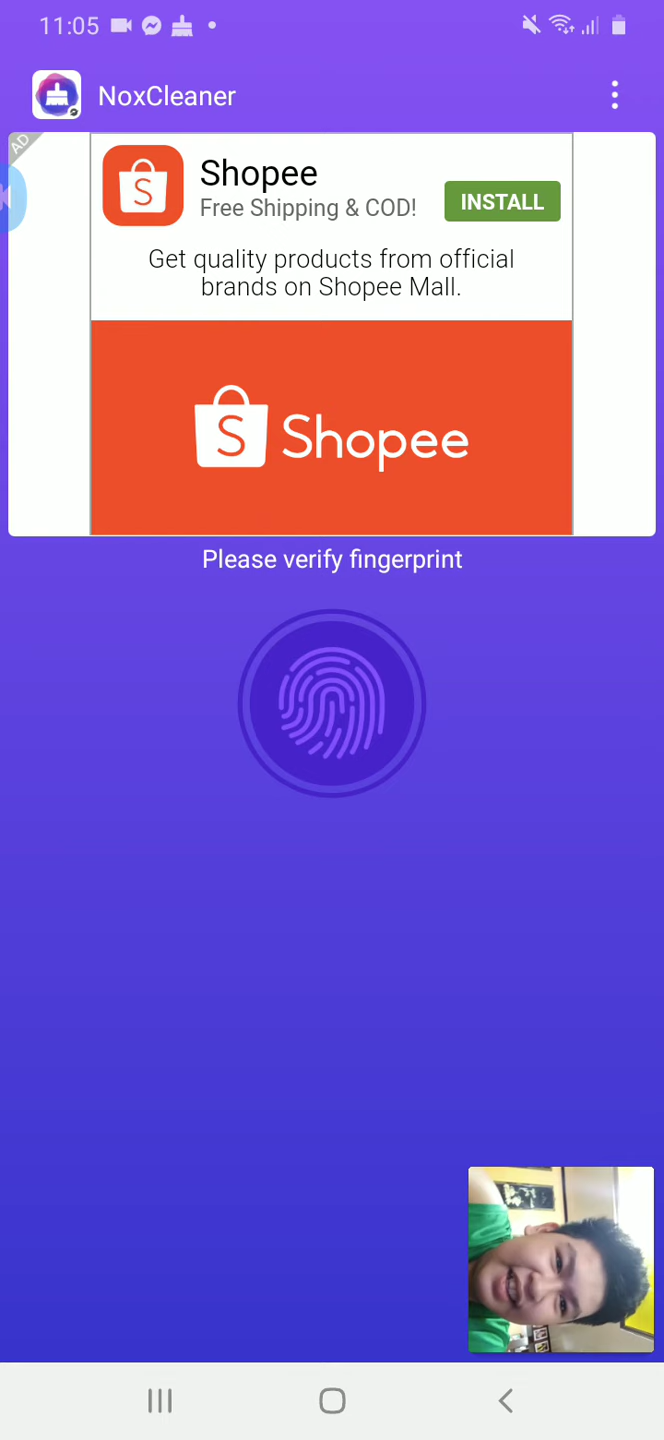 11:05
NoxCleaner
AD
Shopee
Free Shipping & COD!
INSTALL
Get quality products from official
brands on Shopee Mall.
S Shopee
Please verify fingerprint